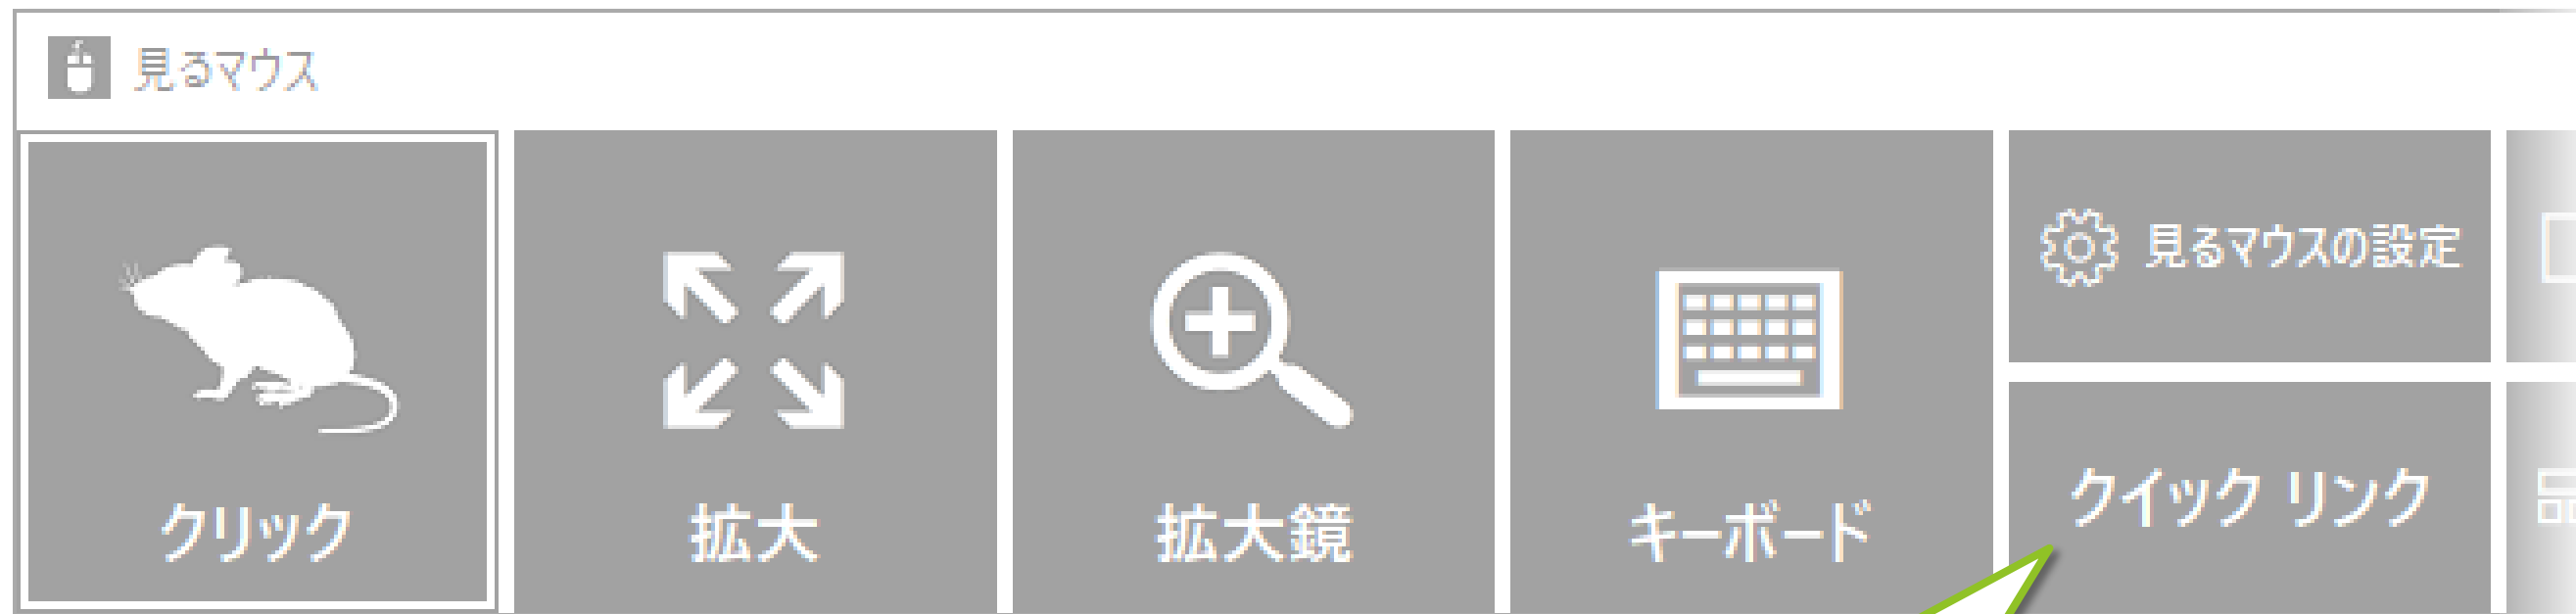 見るマウス
クリック
拡大
拡大鏡
キーボード
見るマウスの設定
クイック リンク